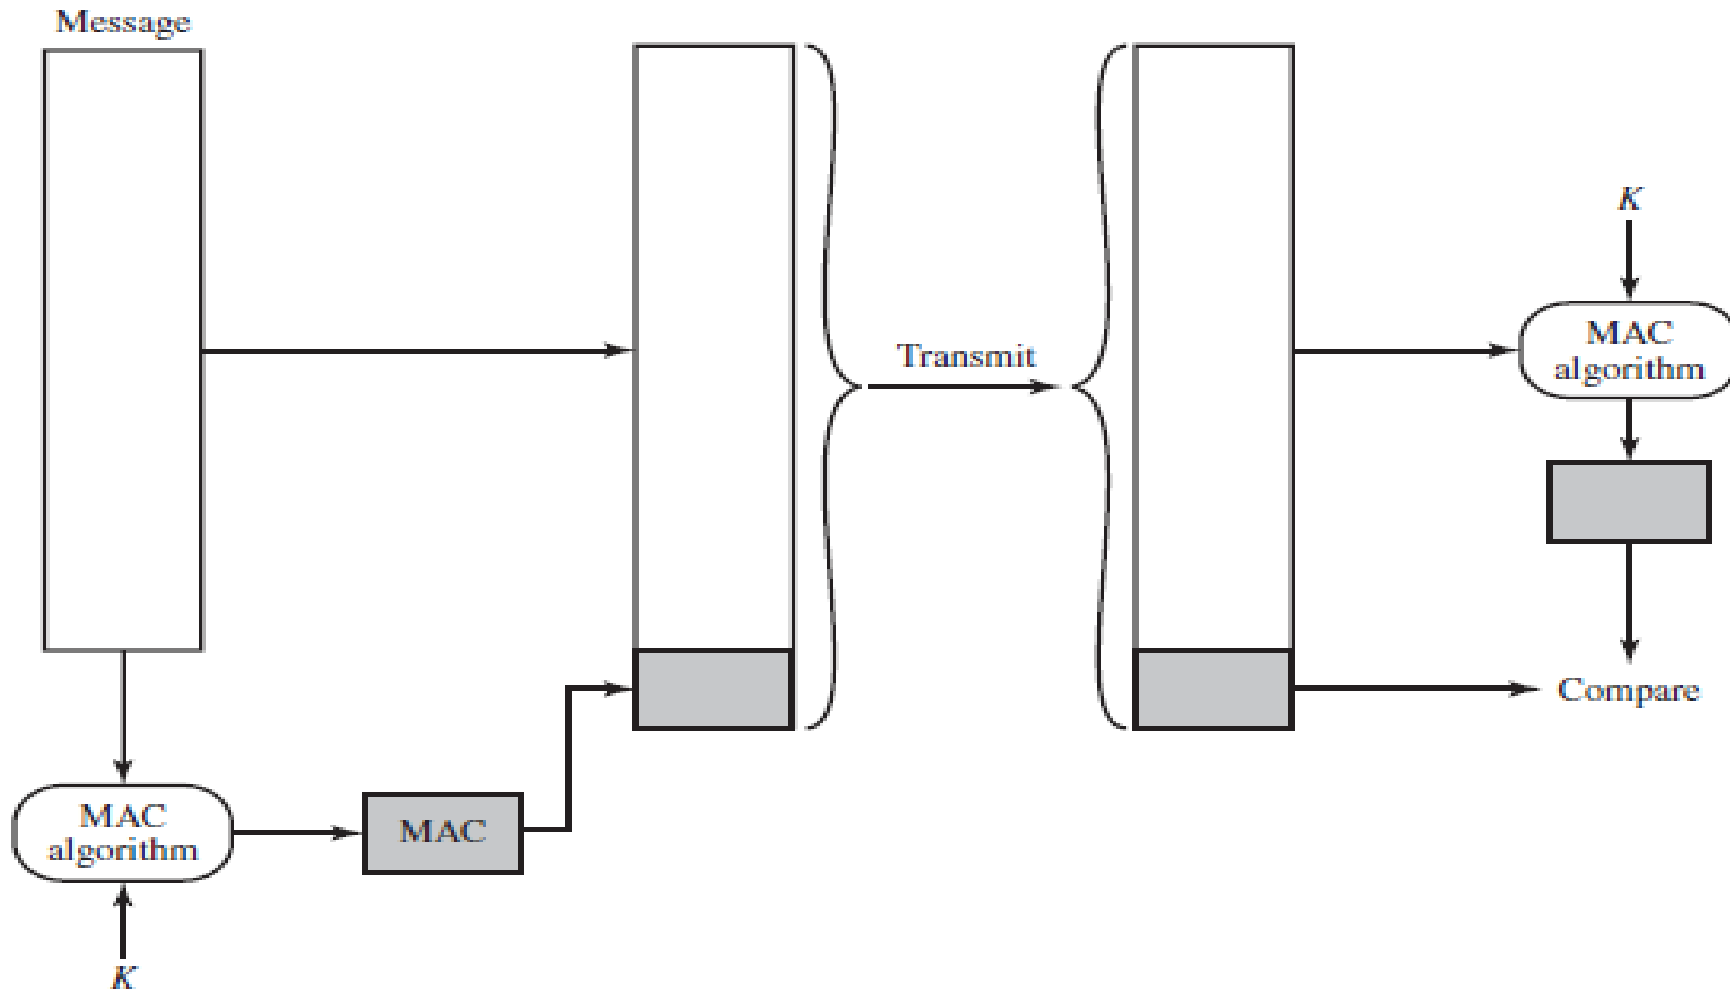 Message
K
Transmit
MAC
algorithm
Compare
MAC
algorithm
MAC
K